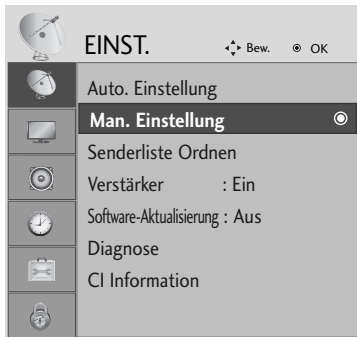 EINST. Bew. OK
Auto. Einstellung
Man. Einstellung
Senderliste Ordnen
Verstärker : Ein
Software-Aktualisierung : Aus
Diagnose
CI Information